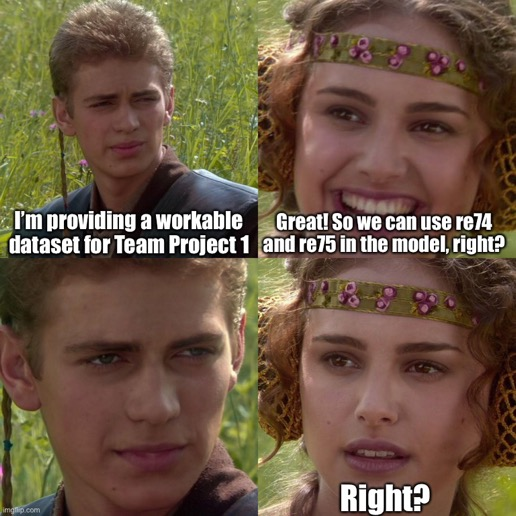 I'm providing a workable
dataset for Team Project 1
Great! So we can use re74
and re75 in the model, right?
Right?
imgflip.com